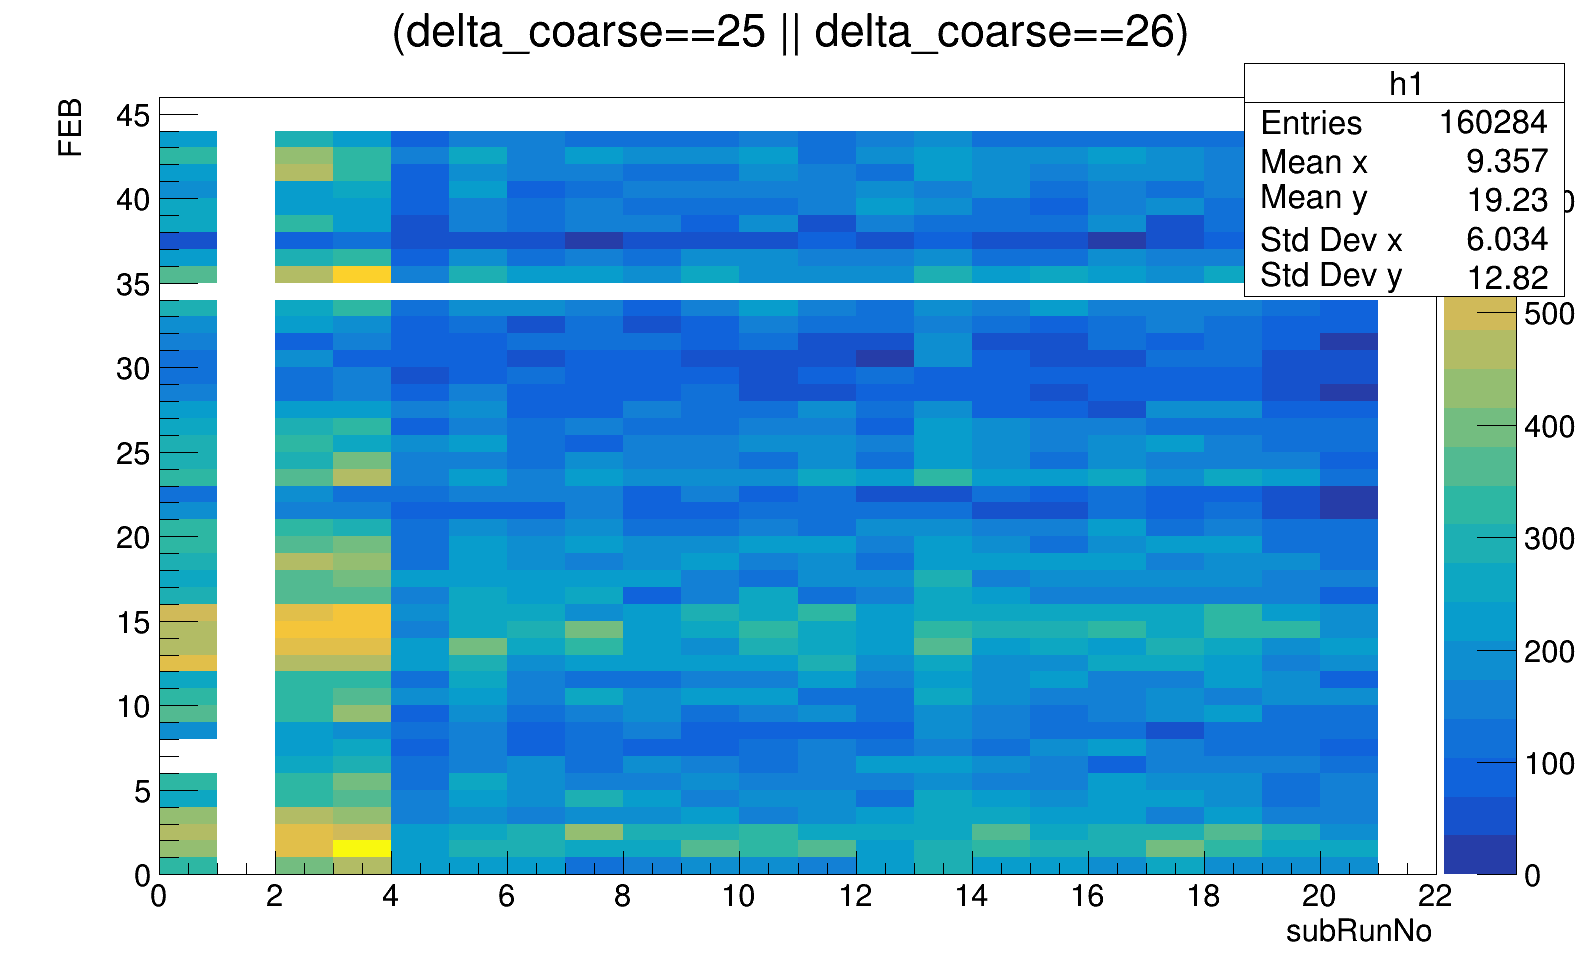 (delta_coarse==25 || delta_coarse==26)
h1
Entries 160284
Mean x 9.357
Mean y 19.23
Std Dev x 6.034
Std Dev y 12.82
FEB
45
40
35
30
25
20
15
10
5
0
0 2 4 6 8 10 12 14 16 18 20 22
subRunNo
500
400
300
200
100
0